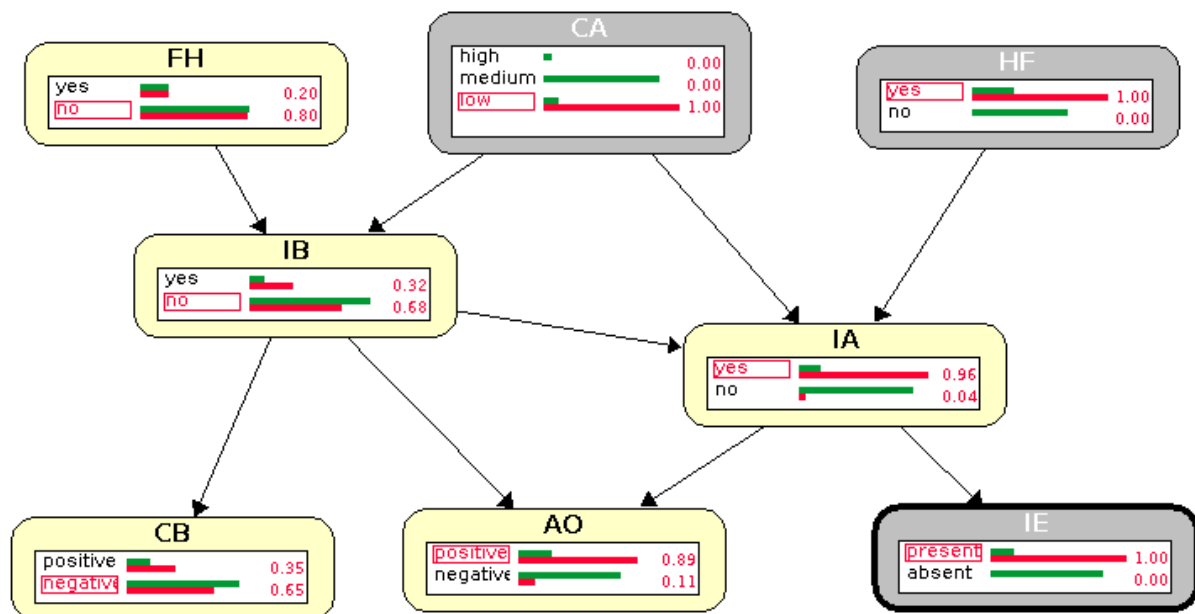 FH
yes 0.20
no 0.80
CA
high 0.00
medium 0.00
low 1.00
HF
yes 1.00
no 0.00
IB
yes 0.32
no 0.68
IA
yes 0.96
no 0.04
CB
positive 0.35
negative 0.65
AO
positive 0.89
negative 0.11
IE
present 1.00
absent 0.00